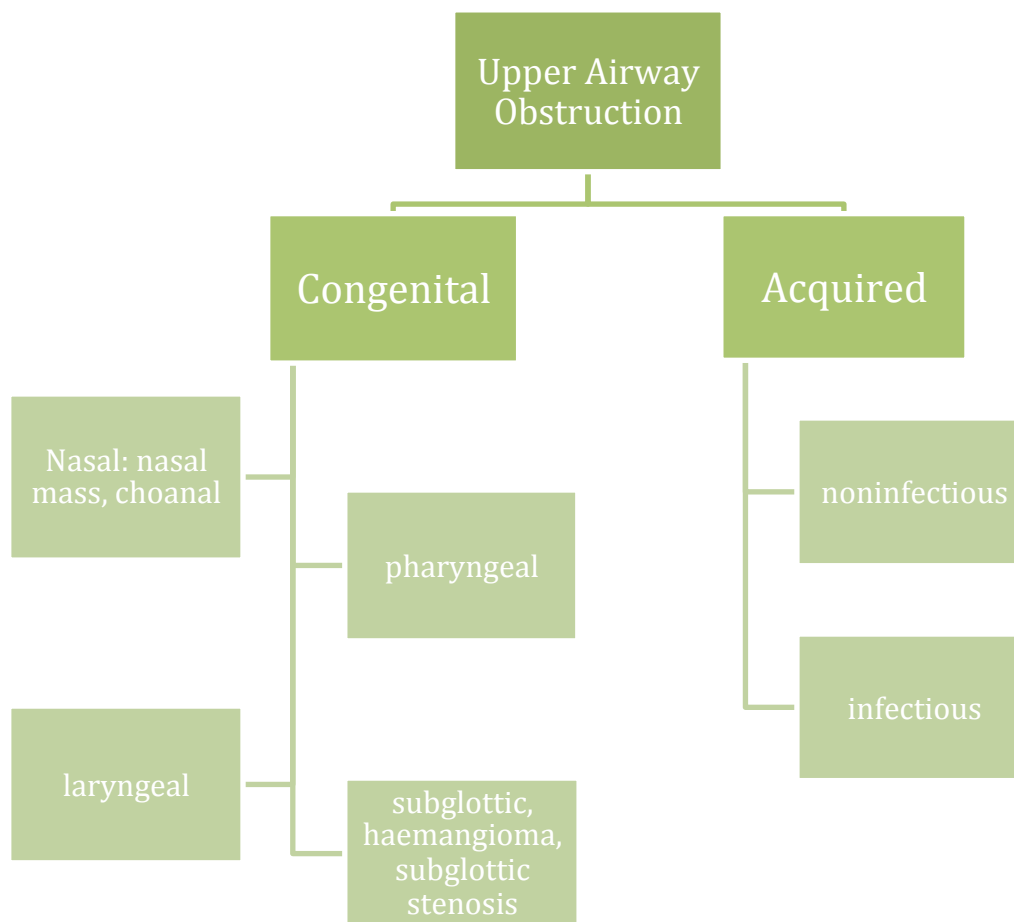 Upper Airway
Obstruction
Congenital
Acquired
Nasal: nasal
mass, choanal
pharyngeal
laryngeal
subglottic,
haemangioma,
subglottic
stenosis
noninfectious
infectious